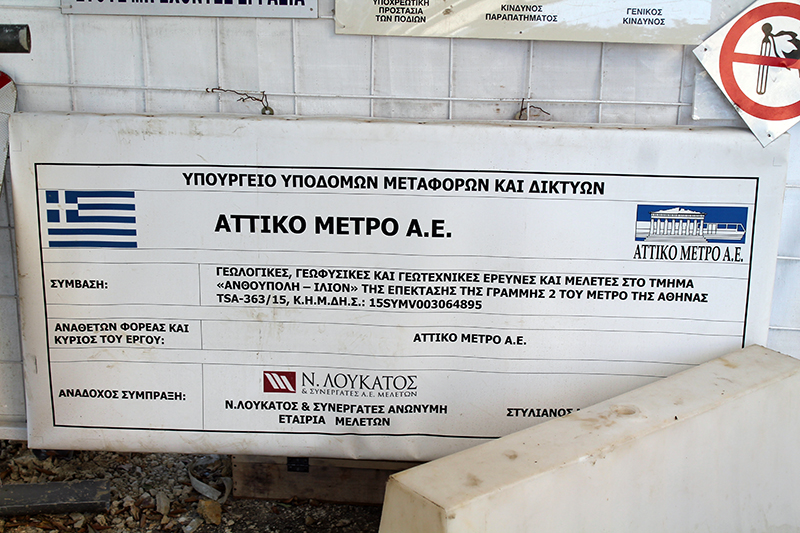 ΥΠΟΧΡΕΩΤΙΚΗ
ΠΡΟΣΤΑΣΙΑ
ΤΩΝ ΠΟΔΙΩΝ
ΚΙΝΔΥΝΟΣ
ΠΑΡΑΠΑΤΗΜΑΤΟΣ
ΓΕΝΙΚΟΣ
ΚΙΝΔΥΝΟΣ
ΥΠΟΥΡΓΕΙΟ ΥΠΟΔΟΜΩΝ ΜΕΤΑΦΟΡΩΝ ΚΑΙ ΔΙΚΤΥΩΝ
ΑΤΤΙΚΟ ΜΕΤΡΟ Α.Ε.
ΑΤΤΙΚΟ ΜΕΤΡΟ Α.Ε.
ΣΥΜΒΑΣΗ:
ΓΕΩΛΟΓΙΚΕΣ, ΓΕΩΦΥΣΙΚΕΣ ΚΑΙ ΓΕΩΤΕΧΝΙΚΕΣ ΕΡΕΥΝΕΣ ΚΑΙ ΜΕΛΕΤΕΣ ΣΤΟ ΤΜΗΜΑ
«ΑΝΘΟΥΠΟΛΗ – ΙΛΙΟΝ» ΤΗΣ ΕΠΕΚΤΑΣΗΣ ΤΗΣ ΓΡΑΜΜΗΣ 2 ΤΟΥ ΜΕΤΡΟ ΤΗΣ ΑΘΗΝΑΣ
TSA-363/15, Κ.Η.Μ.ΔΗ.Σ.: 15SYMV003064895
ΑΝΑΘΕΤΩΝ ΦΟΡΕΑΣ ΚΑΙ
ΚΥΡΙΟΣ ΤΟΥ ΕΡΓΟΥ:
ΑΤΤΙΚΟ ΜΕΤΡΟ Α.Ε.
ΑΝΑΔΟΧΟΣ ΣΥΜΠΡΑΞΗ:
Ν. ΛΟΥΚΑΤΟΣ
& ΣΥΝΕΡΓΑΤΕΣ Α.Ε. ΜΕΛΕΤΩΝ
Ν.ΛΟΥΚΑΤΟΣ & ΣΥΝΕΡΓΑΤΕΣ ΑΝΩΝΥΜΗ
ΕΤΑΙΡΙΑ ΜΕΛΕΤΩΝ
ΣΤΥΛΙΑΝΟΣ